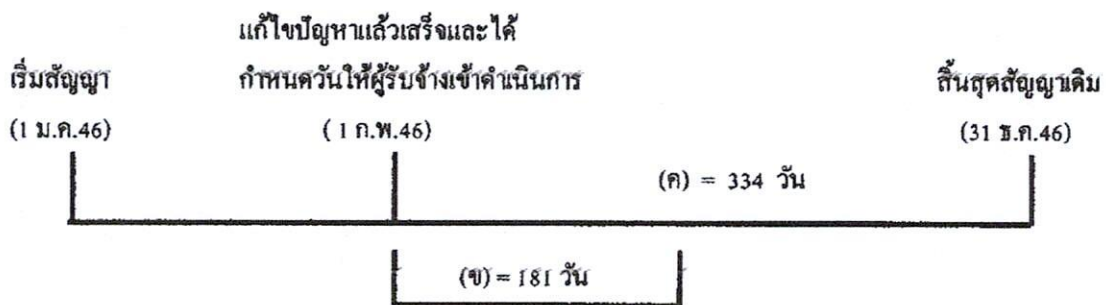 แก้ไขปัญหาแล้วเสร็จและได้
เริ่มสัญญา กำหนดวันให้ผู้รับจ้างเข้าดำเนินการ สิ้นสุดสัญญาเดิม
(1 ม.ค.46) ( 1 ก.พ.46) (31 ธ.ค.46)
(ค) = 334 วัน
(ข) = 181 วัน